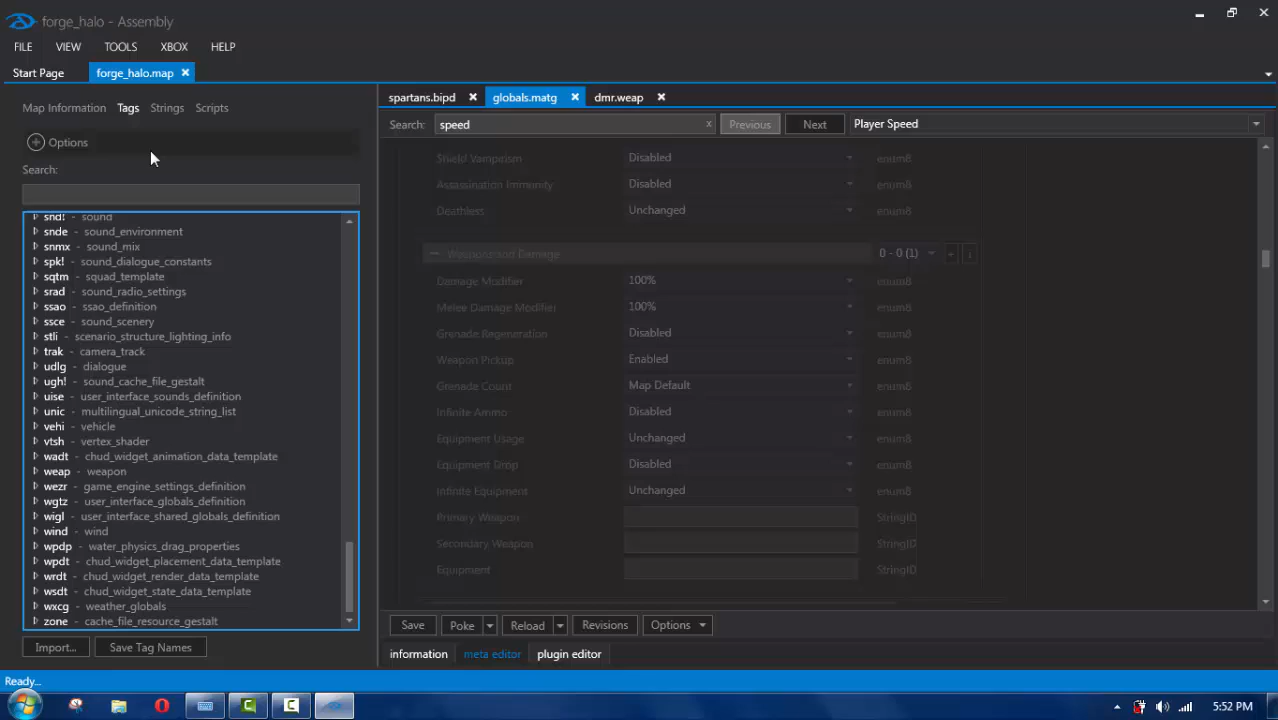 forge_halo - Assembly
FILE VIEW TOOLS XBOX HELP
Start Page forge_halo.map
Map Information Tags Strings Scripts
Options
Search:
snd! - sound
snde - sound_environment
snmx - sound_mix
spk! - sound_dialogue_constants
sqtm - squad_template
srad - sound_radio_settings
ssao - ssao_definition
ssce - sound_scenery
stli - scenario_structure_lighting_info
trak - camera_track
udlg - dialogue
ugh! - sound_cache_file_gestalt
uise - user_interface_sounds_definition
unic - multilingual_unicode_string_list
vehi - vehicle
vtsh - vertex_shader
wadt - chud_widget_animation_data_template
weap - weapon
wezr - game_engine_settings_definition
wgtz - user_interface_globals_definition
wigl - user_interface_shared_globals_definition
wind - wind
wpdp - water_physics_drag_properties
wpdt - chud_widget_placement_data_template
wrdt - chud_widget_render_data_template
wsdt - chud_widget_state_data_template
wxcg - weather_globals
zone - cache_file_resource_gestalt
Import... Save Tag Names
spartans.bipd globals.matg dmr.weap
Search: speed x Previous Next Player Speed
Shield Vampeism Disabled enum8
Assassination Immunity Disabled enum8
Deathless Unchanged enum8
Weapons and Damage 0 - 0 (1)
Damage Modifier 100% enum8
Melee Damage Modifier 100% enum8
Grenade Regeneration Disabled enum8
Weapon Pickup Enabled enum8
Grenade Count Map Default enum8
Infinite Ammo Disabled enum8
Equipment Usage Unchanged enum8
Equipment Drop Disabled enum8
Infinite Equipment Unchanged enum8
Primary Weapon StringID
Secondary Weapon StringID
Equipment StringID
Save Poke Reload Revisions Options
information meta editor plugin editor
Ready...
5:52 PM